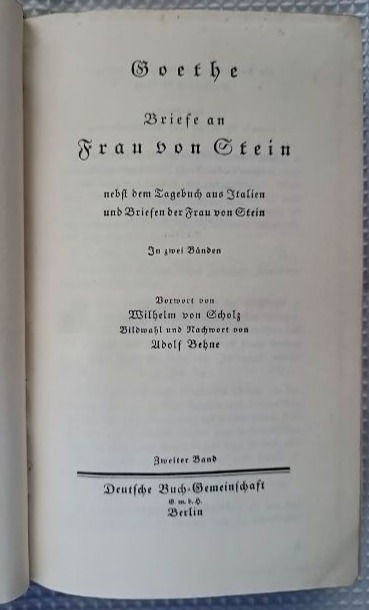 Goethe
Briefe an
Frau von Stein
nebst dem Tagebuch aus Italien
und Briefen der Frau von Stein
In zwei Bänden
Vorwort von
Wilhelm von Scholz
Bildwahl und Nachwort von
Adolf Behne
Zweiter Band
Deutsche Buch-Gemeinschaft
G. m. b. H.
Berlin